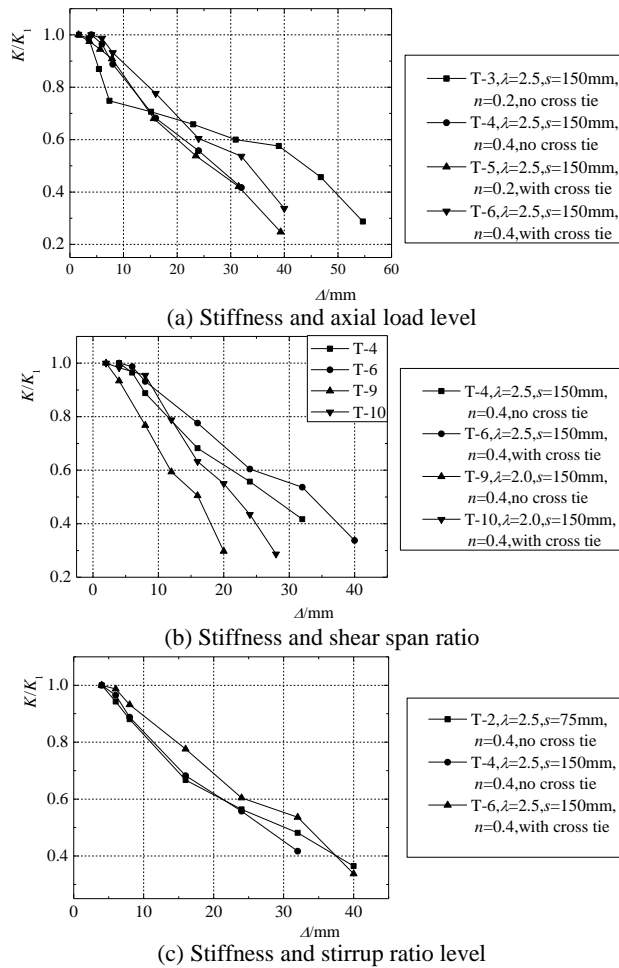 K/K1
1.0
0.8
0.6
0.4
0.2
0 10 20 30 40 50 60
Δ/mm
T-3,λ=2.5,s=150mm,
n=0.2,no cross tie
T-4,λ=2.5,s=150mm,
n=0.4,no cross tie
T-5,λ=2.5,s=150mm,
n=0.2,with cross tie
T-6,λ=2.5,s=150mm,
n=0.4,with cross tie
(a) Stiffness and axial load level
K/K1
1.0
0.8
0.6
0.4
0.2
0 10 20 30 40
Δ/mm
T-4
T-6
T-9
T-10
T-4,λ=2.5,s=150mm,
n=0.4,no cross tie
T-6,λ=2.5,s=150mm,
n=0.4,with cross tie
T-9,λ=2.0,s=150mm,
n=0.4,no cross tie
T-10,λ=2.0,s=150mm,
n=0.4,with cross tie
(b) Stiffness and shear span ratio
K/K1
1.0
0.8
0.6
0.4
0 10 20 30 40
Δ/mm
T-2,λ=2.5,s=75mm,
n=0.4,no cross tie
T-4,λ=2.5,s=150mm,
n=0.4,no cross tie
T-6,λ=2.5,s=150mm,
n=0.4,with cross tie
(c) Stiffness and stirrup ratio level